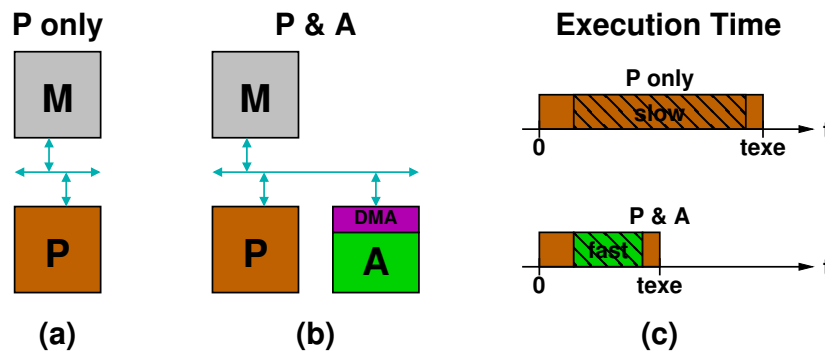 P only
P & A
Execution Time
M
M
P
P
DMA
A
P only
slow
0
texe
t
P & A
fast
0
texe
t
(a)
(b)
(c)